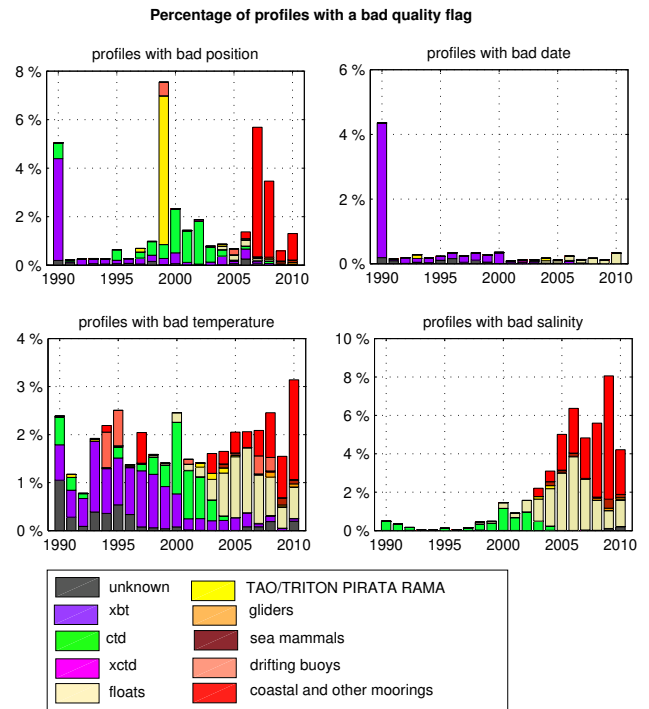 Percentage of profiles with a bad quality flag
profiles with bad position
8 %
6 %
4 %
2 %
0 %
1990 1995 2000 2005 2010
profiles with bad date
6 %
4 %
2 %
0 %
1990 1995 2000 2005 2010
profiles with bad temperature
4 %
3 %
2 %
1 %
0 %
1990 1995 2000 2005 2010
profiles with bad salinity
10 %
8 %
6 %
4 %
2 %
0 %
1990 1995 2000 2005 2010
unknown
xbt
ctd
xctd
floats
TAO/TRITON PIRATA RAMA
gliders
sea mammals
drifting buoys
coastal and other moorings